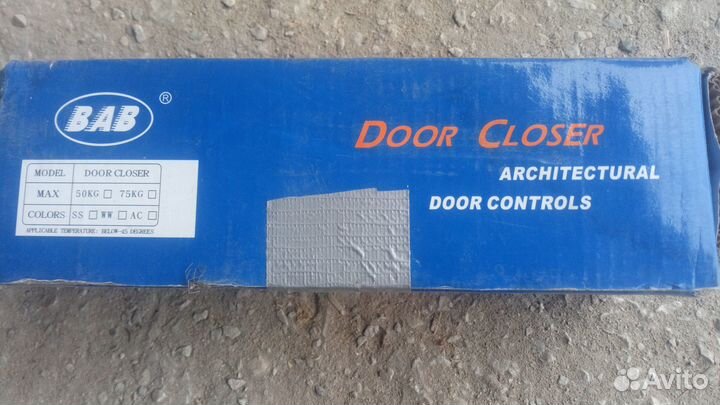 BAB ®
DOOR CLOSER
ARCHITECTURAL
DOOR CONTROLS
MODEL DOOR CLOSER
MAX 50KG □ 75KG □
COLORS SS □ WW □ AC □
APPLICABLE TEMPERATURE: BELOW-45 DEGREES
Avito